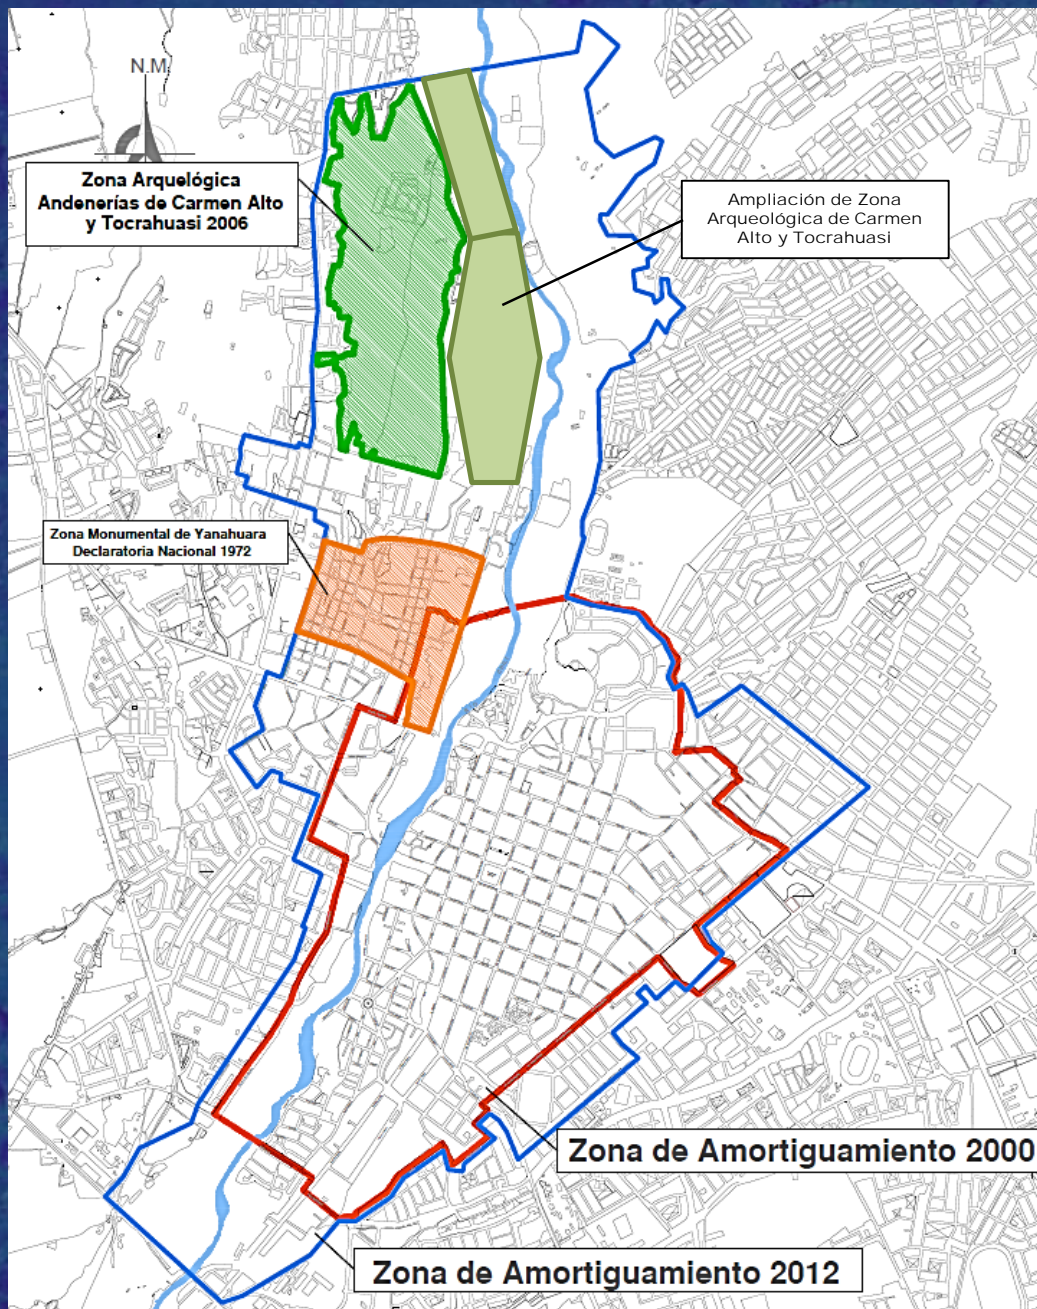 N.M
Zona Arquelógica
Andenerías de Carmen Alto
y Tocrahuasi 2006
Ampliación de Zona
Arqueológica de Carmen
Alto y Tocrahuasi
Zona Monumental de Yanahuara
Declaratoria Nacional 1972
Zona de Amortiguamiento 2000
Zona de Amortiguamiento 2012